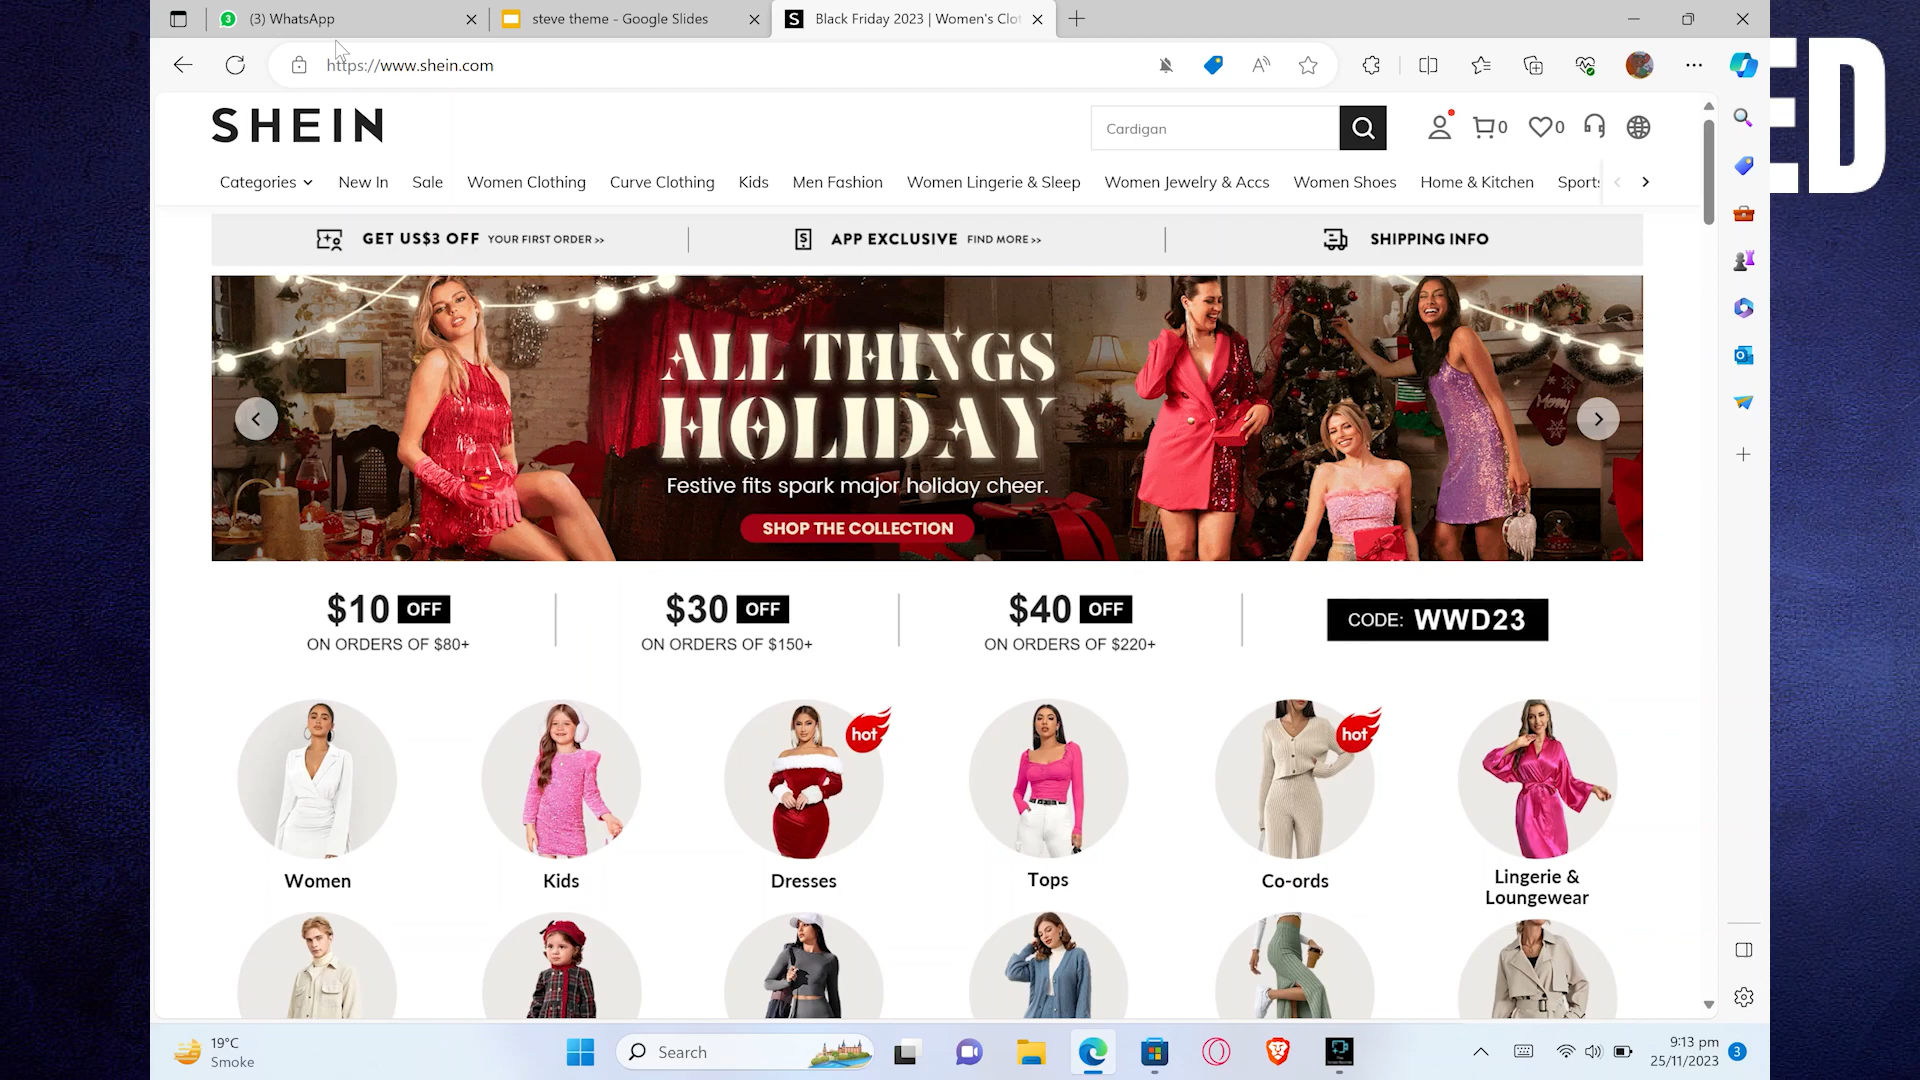 (3) WhatsApp
steve theme - Google Slides
Black Friday 2023 | Women's Clot
https://www.shein.com
ED
SHEIN
Cardigan
0
0
Categories
New In
Sale
Women Clothing
Curve Clothing
Kids
Men Fashion
Women Lingerie & Sleep
Women Jewelry & Accs
Women Shoes
Home & Kitchen
Sports
GET US$3 OFF YOUR FIRST ORDER >>
APP EXCLUSIVE FIND MORE >>
SHIPPING INFO
ALL THINGS
HOLIDAY
Festive fits spark major holiday cheer.
SHOP THE COLLECTION
Merry
$10 OFF
ON ORDERS OF $80+
$30 OFF
ON ORDERS OF $150+
$40 OFF
ON ORDERS OF $220+
CODE: WWD23
hot
hot
Women
Kids
Dresses
Tops
Co-ords
Lingerie &
Loungewear
19°C
Smoke
Search
9:13 pm
25/11/2023
3